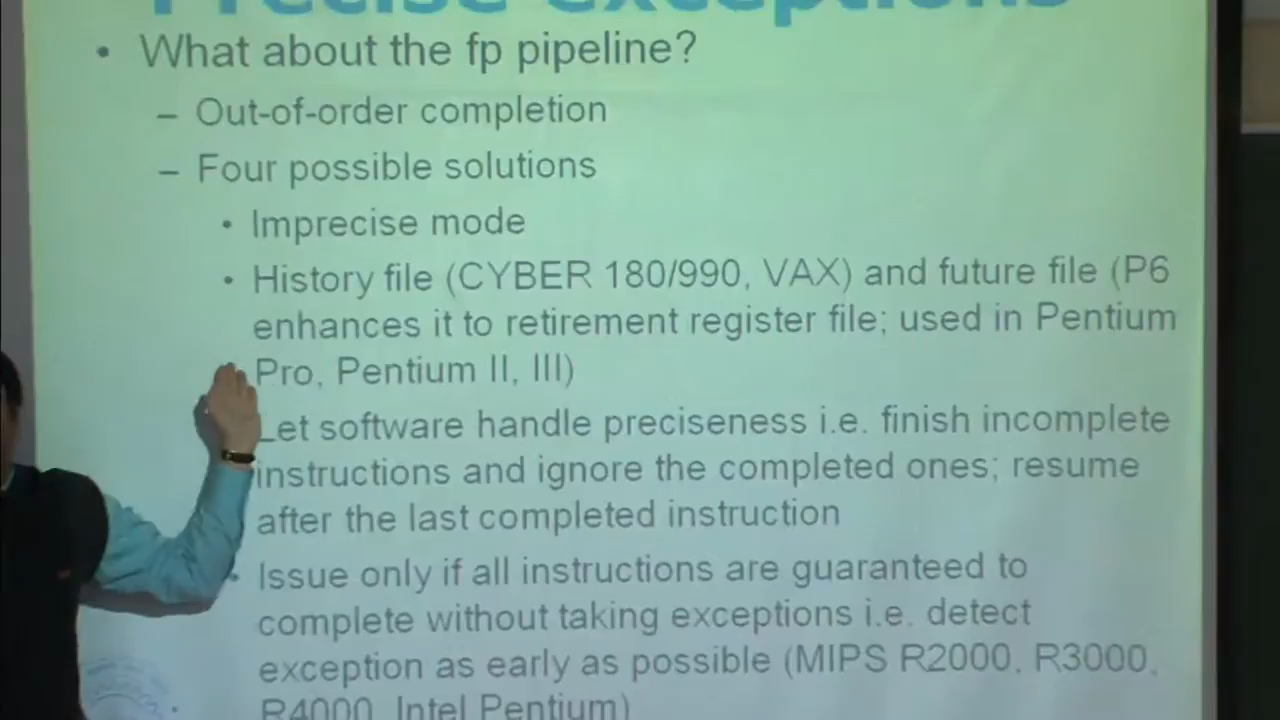 Precise exceptions
• What about the fp pipeline?
– Out-of-order completion
– Four possible solutions
• Imprecise mode
• History file (CYBER 180/990, VAX) and future file (P6
enhances it to retirement register file; used in Pentium
Pro, Pentium II, III)
Let software handle preciseness i.e. finish incomplete
instructions and ignore the completed ones; resume
after the last completed instruction
• Issue only if all instructions are guaranteed to
complete without taking exceptions i.e. detect
exception as early as possible (MIPS R2000, R3000,
R4000, Intel Pentium)